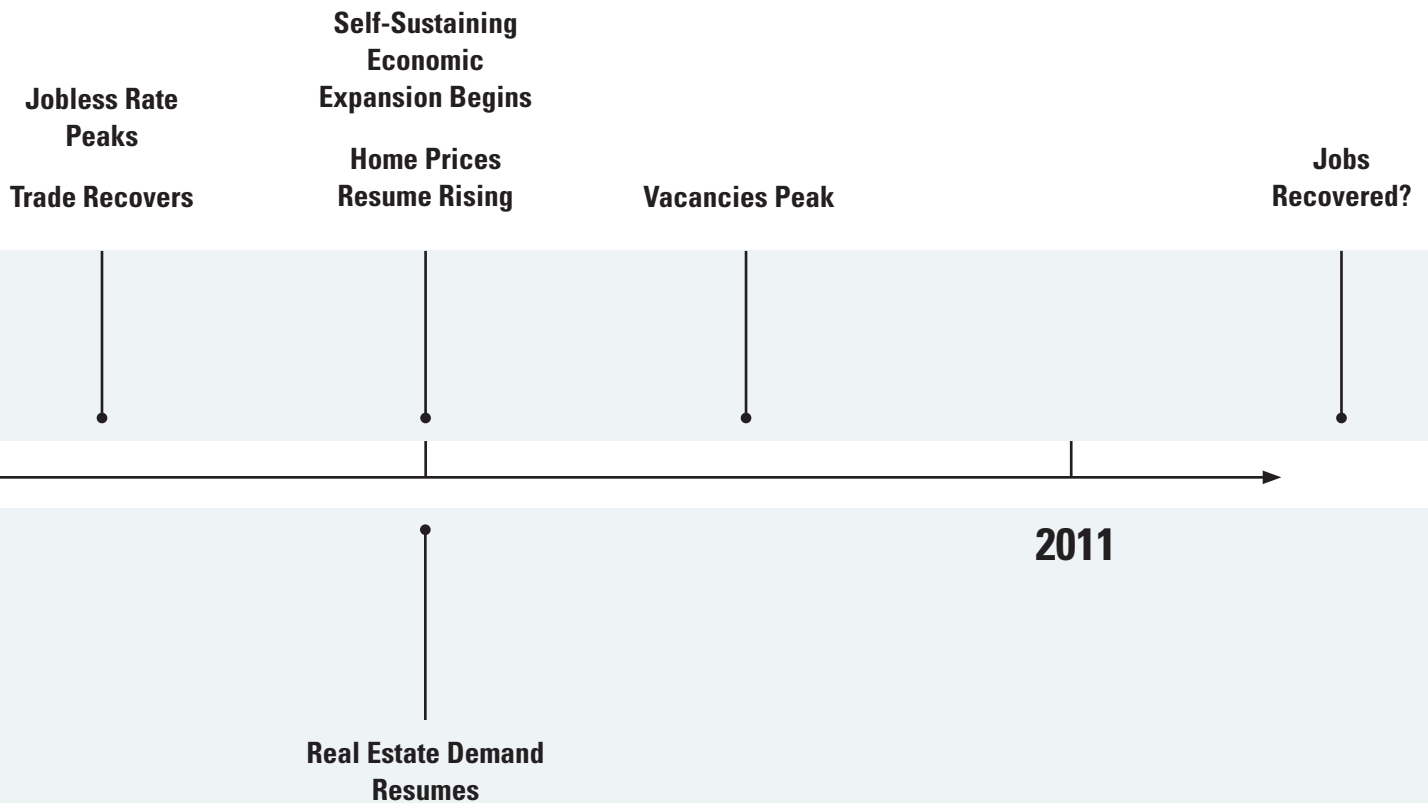 Jobless Rate
Peaks
Trade Recovers
Self-Sustaining
Economic
Expansion Begins
Home Prices
Resume Rising
Vacancies Peak
Jobs
Recovered?
2011
Real Estate Demand
Resumes